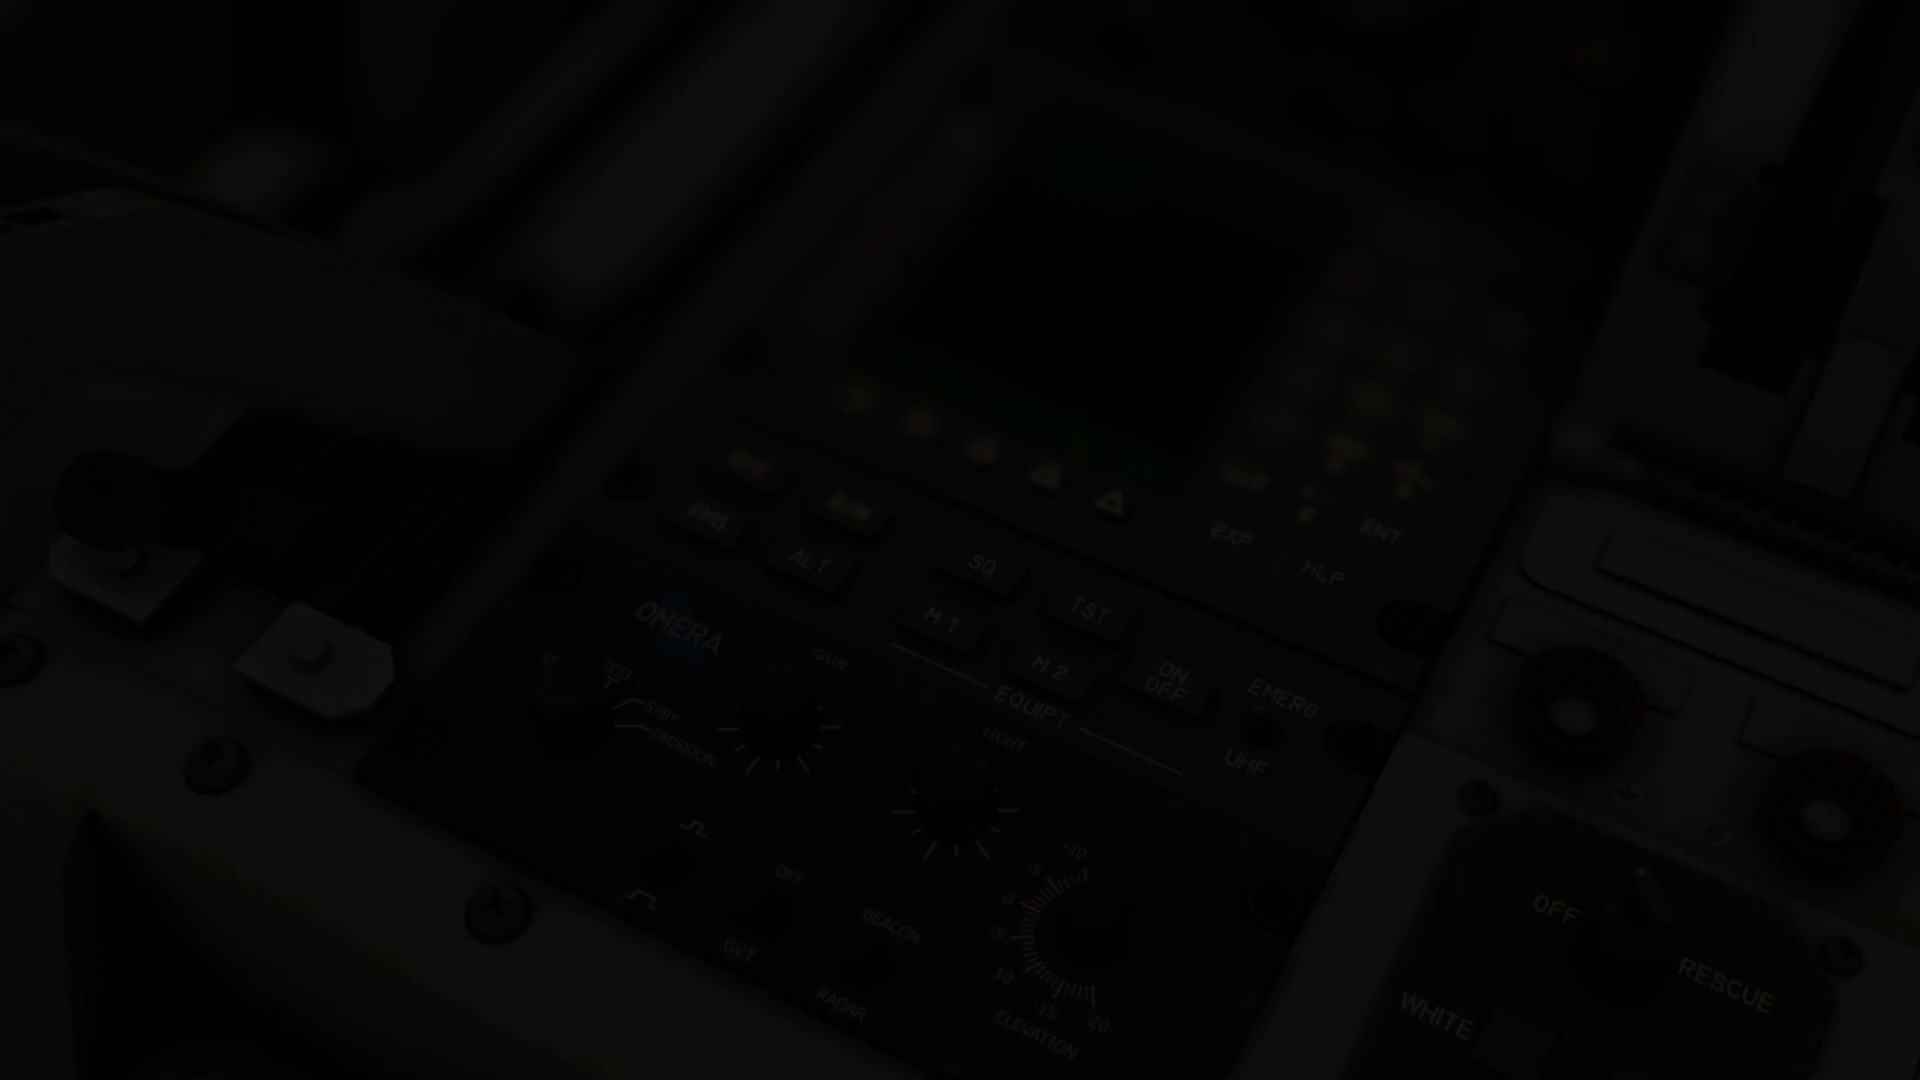 EXP
ENT
HLP
FMS
ALT
SQ
TST
M 1
M 2
ON
OFF
EMERG
EQUIPT
UHF
OMERA
TEST
STBY
EMISSION
GAIN
LIGHT
OFF
GVT
BEACON
RADAR
-10
-5
0
10
-15
20
ELEVATION
OFF
RESCUE
WHITE